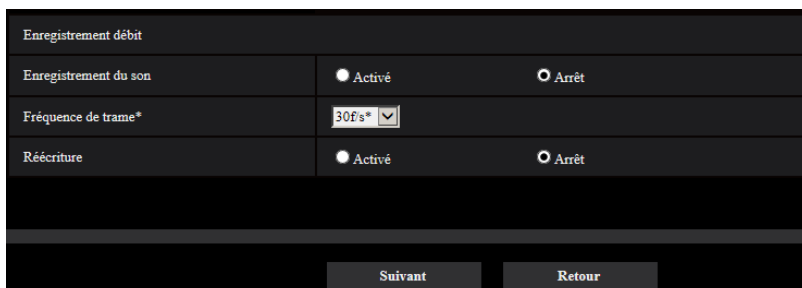 Enregistrement débit
Enregistrement du son Activé Arrêt
Fréquence de trame* 30f/s*
Réécriture Activé Arrêt
Suivant Retour